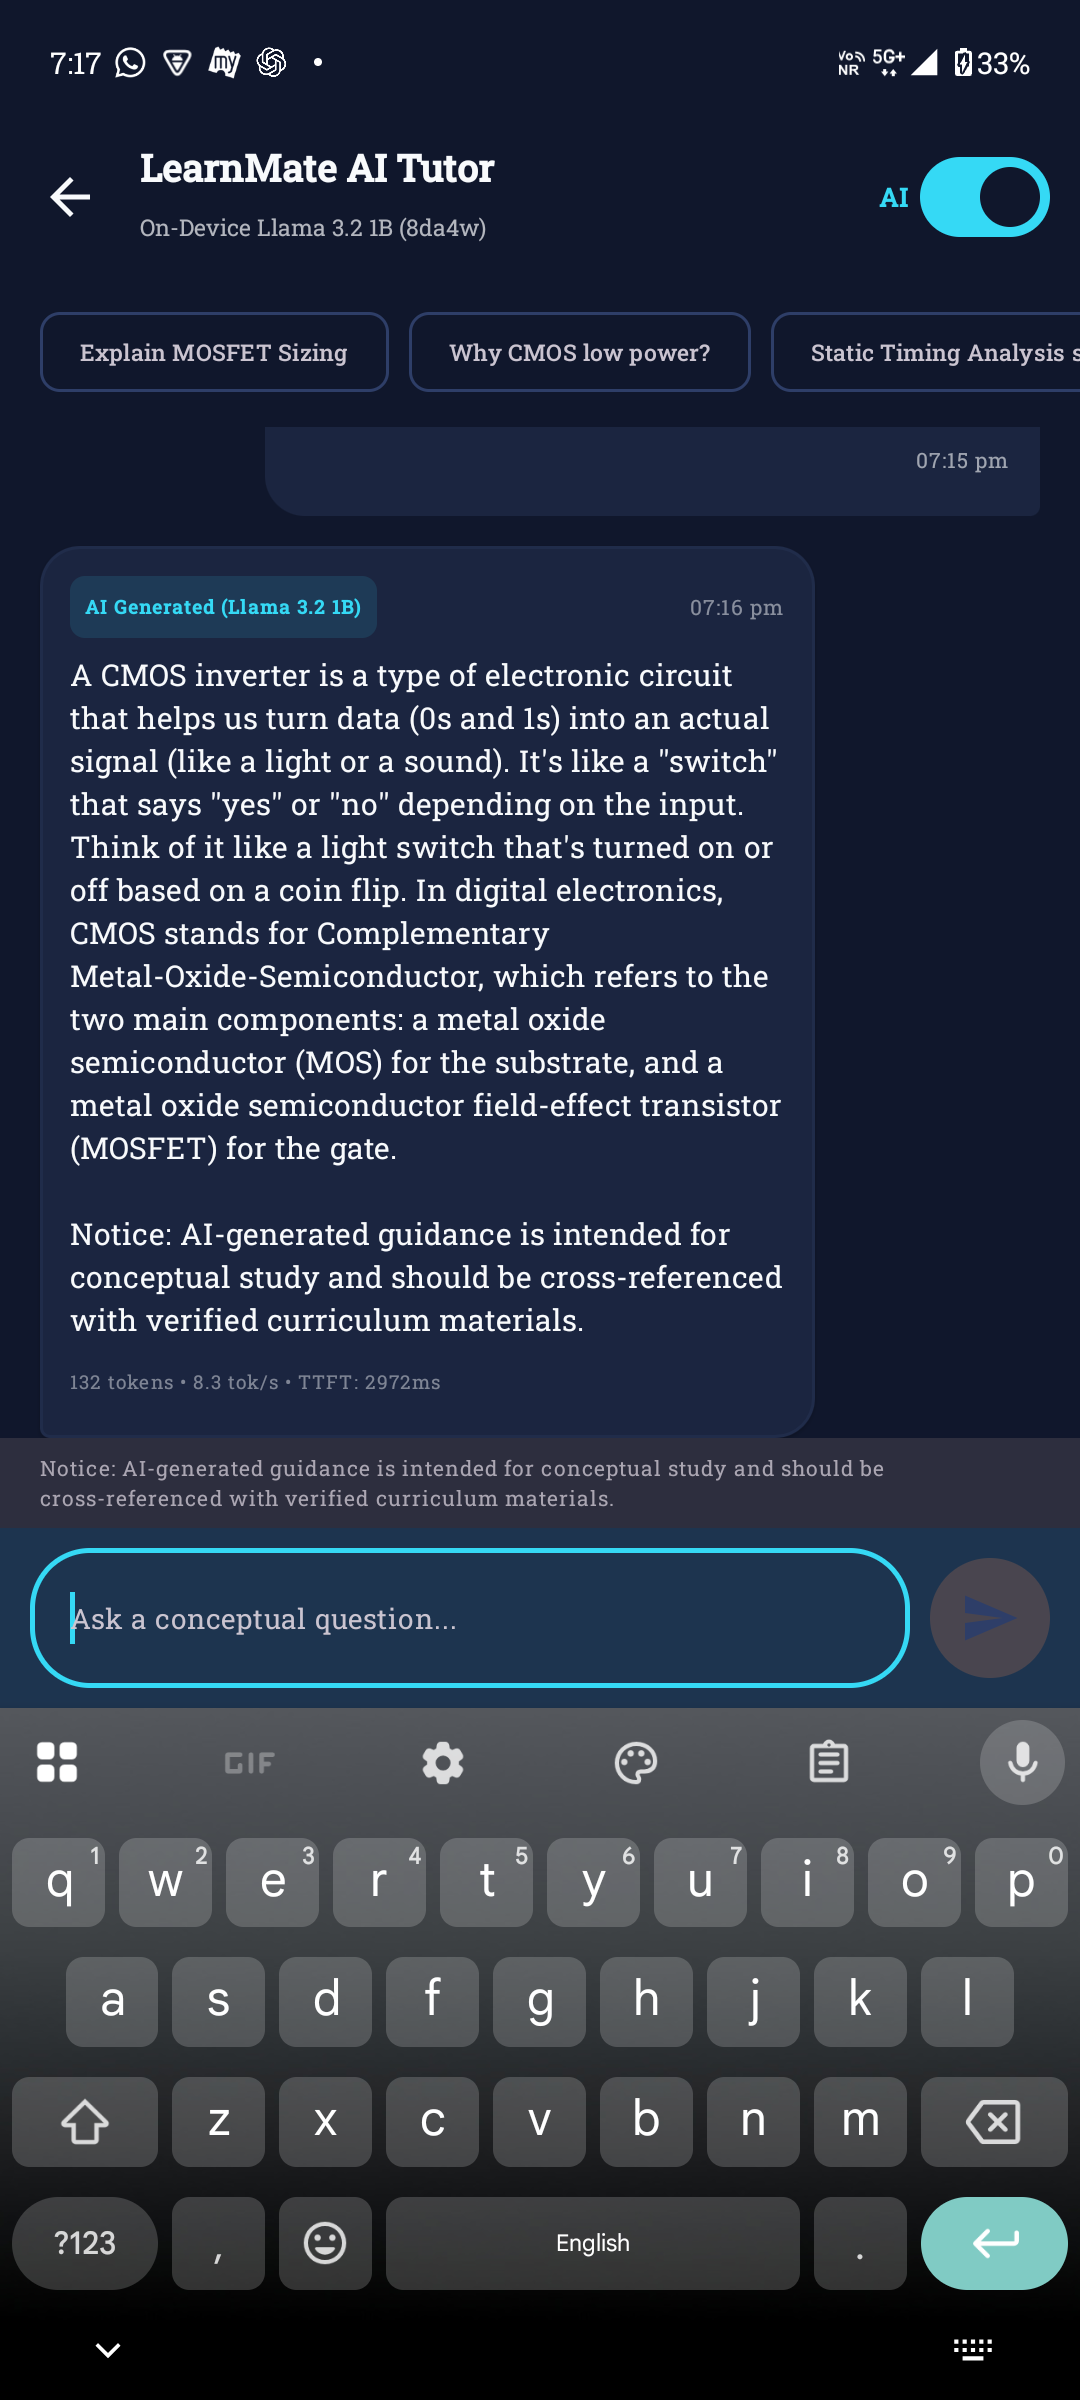 7:17
Vo NR 5G+ 33%
LearnMate AI Tutor
On-Device Llama 3.2 1B (8da4w)
AI
Explain MOSFET Sizing
Why CMOS low power?
Static Timing Analysis s
07:15 pm
AI Generated (Llama 3.2 1B)
07:16 pm
A CMOS inverter is a type of electronic circuit
that helps us turn data (0s and 1s) into an actual
signal (like a light or a sound). It's like a "switch"
that says "yes" or "no" depending on the input.
Think of it like a light switch that's turned on or
off based on a coin flip. In digital electronics,
CMOS stands for Complementary
Metal-Oxide-Semiconductor, which refers to the
two main components: a metal oxide
semiconductor (MOS) for the substrate, and a
metal oxide semiconductor field-effect transistor
(MOSFET) for the gate.
Notice: AI-generated guidance is intended for
conceptual study and should be cross-referenced
with verified curriculum materials.
132 tokens • 8.3 tok/s • TTFT: 2972ms
Notice: AI-generated guidance is intended for conceptual study and should be
cross-referenced with verified curriculum materials.
Ask a conceptual question...
GIF
q 1 w 2 e 3 r 4 t 5 y 6 u 7 i 8 o 9 p 0
a s d f g h j k l
z x c v b n m
?123 , English .